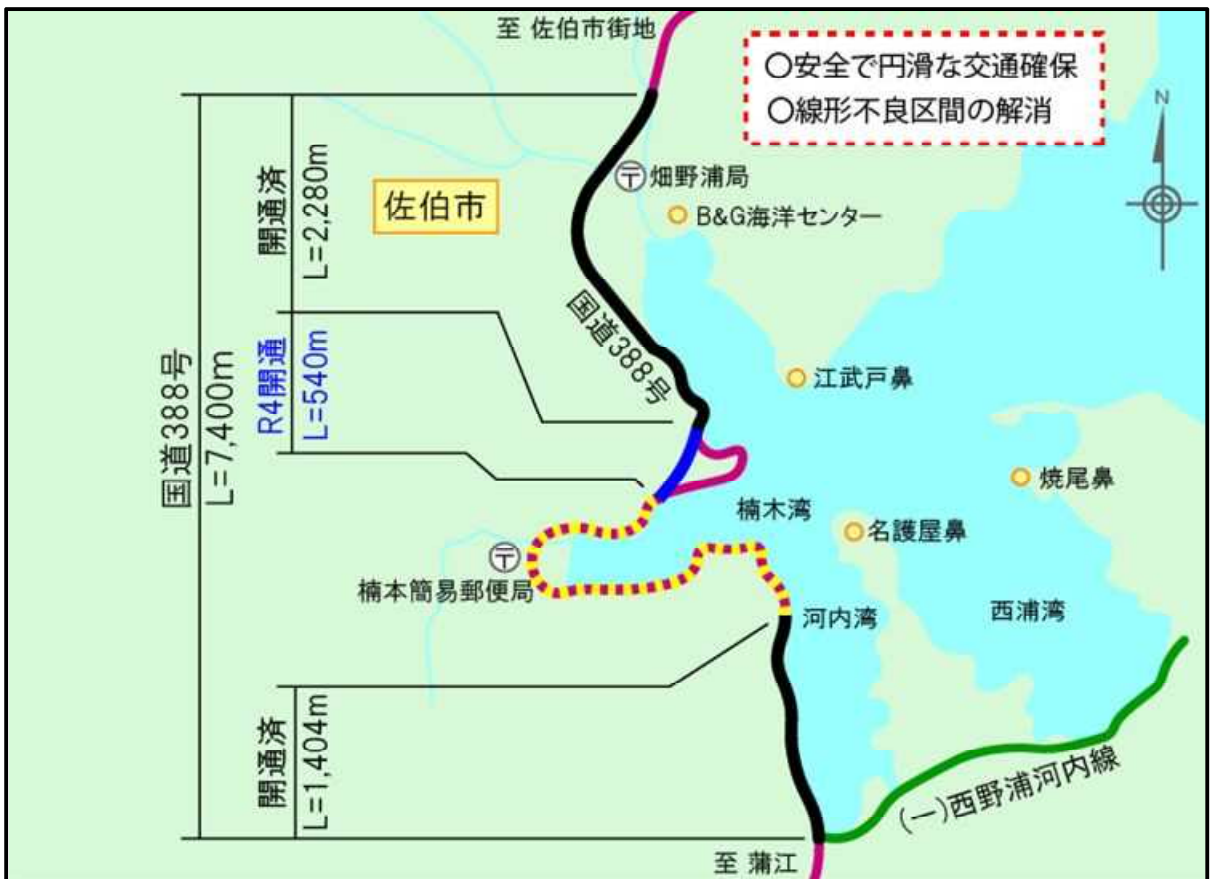 至 佐伯市街地
○安全で円滑な交通確保
○線形不良区間の解消
N
開通済
L=2,280m
佐伯市
〒畑野浦局
B&G海洋センター
国道388号
江武戸鼻
国道388号
L=7,400m
R4開通
L=540m
焼尾鼻
楠木湾
名護屋鼻
〒
楠本簡易郵便局
河内湾
西浦湾
開通済
L=1,404m
(一)西野浦河内線
至 蒲江